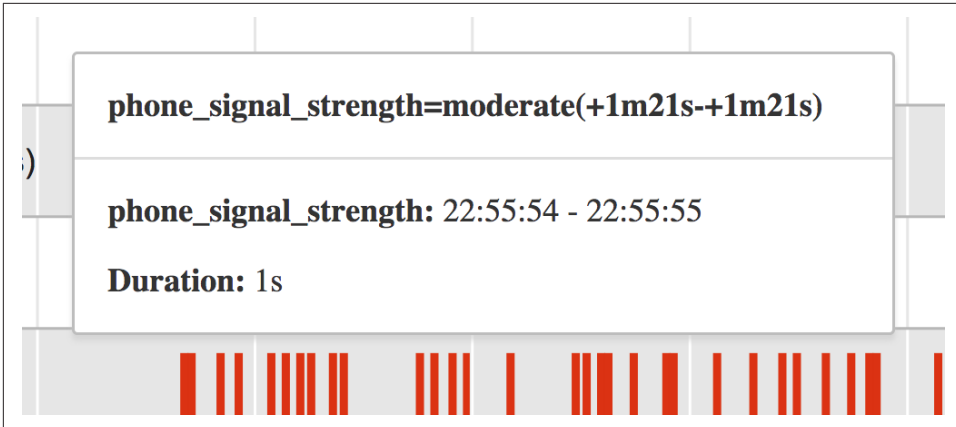 phone_signal_strength=moderate(+1m21s-+1m21s)
)
phone_signal_strength: 22:55:54 - 22:55:55
Duration: 1s